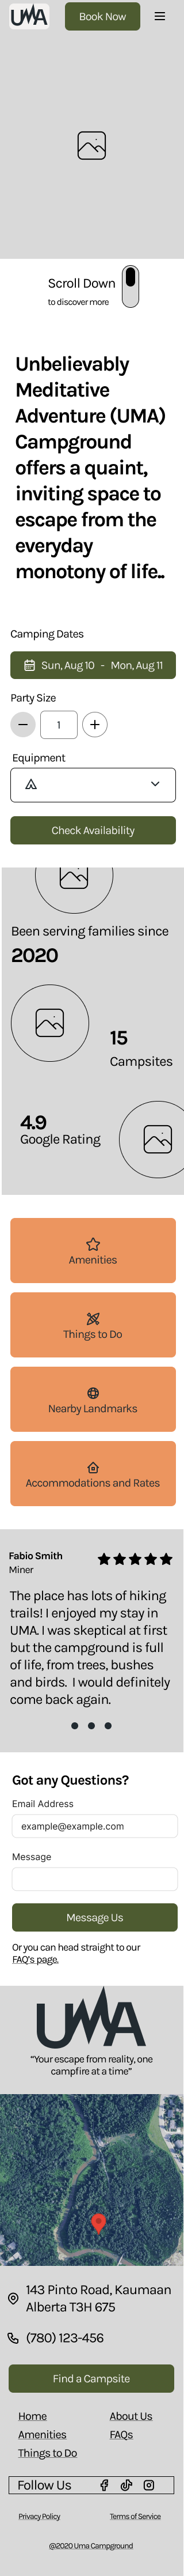 UMA
Book Now
Scroll Down
to discover more
Unbelievably
Meditative
Adventure (UMA)
Campground
offers a quaint,
inviting space to
escape from the
everyday
monotony of life..
Camping Dates
Sun, Aug 10 - Mon, Aug 11
Party Size
1
Equipment
Check Availability
Been serving families since
2020
15
Campsites
4.9
Google Rating
Amenities
Things to Do
Nearby Landmarks
Accommodations and Rates
Fabio Smith
Miner
The place has lots of hiking
trails! I enjoyed my stay in
UMA. I was skeptical at first
but the campground is full
of life, from trees, bushes
and birds. I would definitely
come back again.
Got any Questions?
Email Address
example@example.com
Message
Message Us
Or you can head straight to our
FAQ's page.
UMA
“Your escape from reality, one
campfire at a time”
143 Pinto Road, Kaumaan
Alberta T3H 675
(780) 123-456
Find a Campsite
Home
About Us
Amenities
FAQs
Things to Do
Follow Us
Privacy Policy
Terms of Service
@2020 Uma Campground